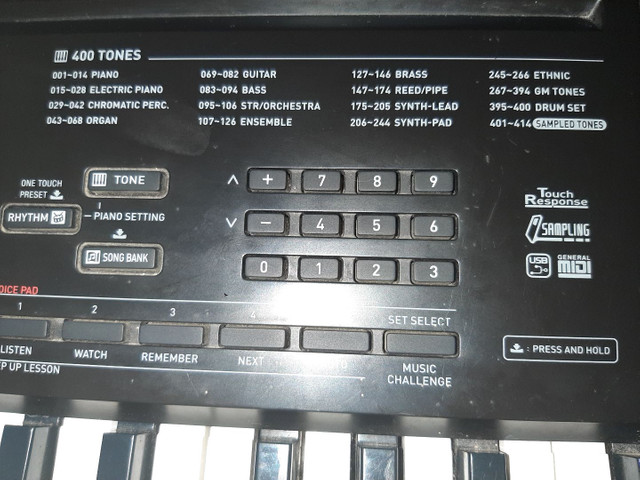 400 TONES
001~014 PIANO
015~028 ELECTRIC PIANO
029~042 CHROMATIC PERC.
043~068 ORGAN
069~082 GUITAR
083~094 BASS
095~106 STR/ORCHESTRA
107~126 ENSEMBLE
127~146 BRASS
147~174 REED/PIPE
175~205 SYNTH-LEAD
206~244 SYNTH-PAD
245~266 ETHNIC
267~394 GM TONES
395~400 DRUM SET
401~414 SAMPLED TONES
ONE TOUCH
PRESET
RHYTHM
TONE
PIANO SETTING
SONG BANK
+ 7 8 9
- 4 5 6
0 1 2 3
Touch
Response
SAMPLING
USB
GENERAL
MIDI
OICE PAD
1 2 3 4
SET SELECT
LISTEN WATCH REMEMBER NEXT
MUSIC
CHALLENGE
P UP LESSON
: PRESS AND HOLD